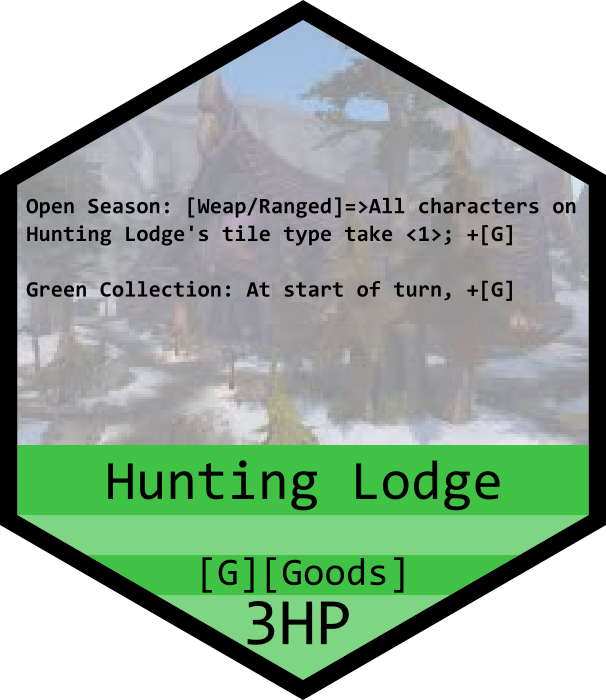 Open Season: [Weap/Ranged]=>All characters on
Hunting Lodge's tile type take <1>; +[G]
Green Collection: At start of turn, +[G]
Hunting Lodge
[G][Goods]
3HP